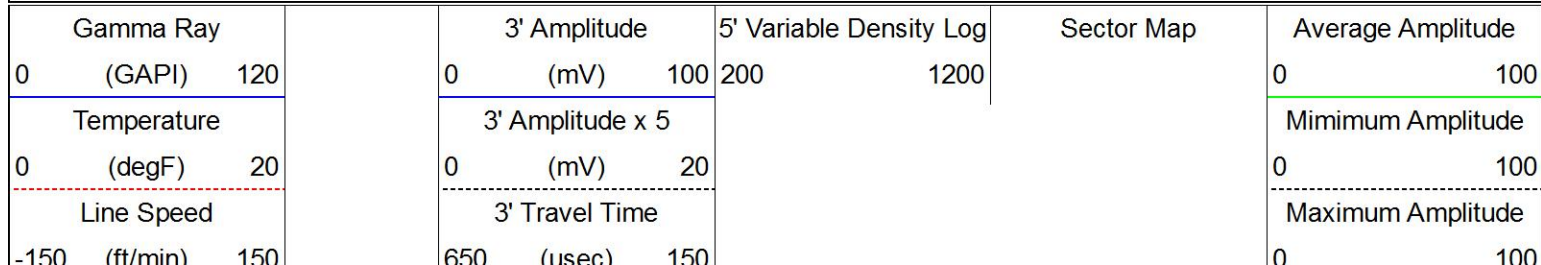 Gamma Ray 3' Amplitude 5' Variable Density Log Sector Map Average Amplitude
0 (GAPI) 120 0 (mV) 100 200 1200 0 100
Temperature 3' Amplitude x 5 Mimimum Amplitude
0 (degF) 20 0 (mV) 20 0 100
Line Speed 3' Travel Time Maximum Amplitude
-150 (ft/min) 150 650 (usec) 150 0 100